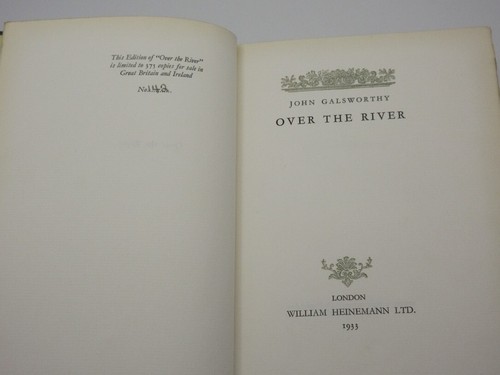 This Edition of "Over the River"
is limited to 375 copies for sale in
Great Britain and Ireland
No.
JOHN GALSWORTHY
OVER THE RIVER
LONDON
WILLIAM HEINEMANN LTD.
1933